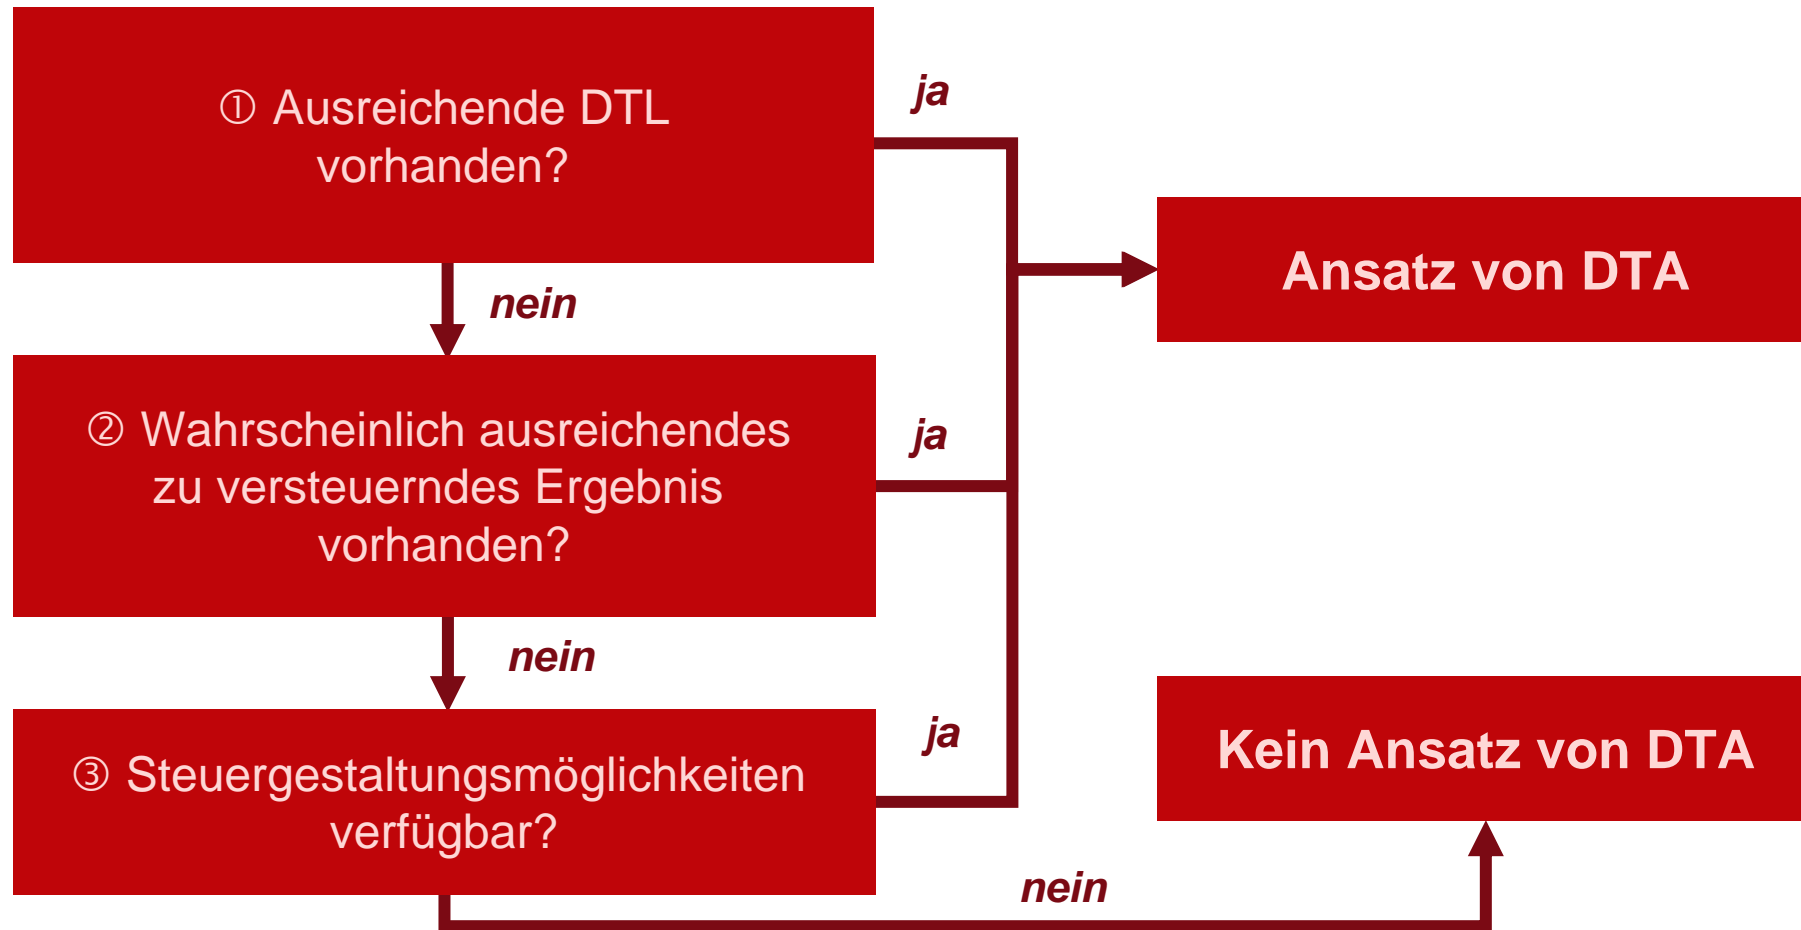 ① Ausreichende DTL
vorhanden?
ja
nein
Ansatz von DTA
② Wahrscheinlich ausreichendes
zu versteuerndes Ergebnis
vorhanden?
ja
nein
③ Steuergestaltungsmöglichkeiten
verfügbar?
ja
Kein Ansatz von DTA
nein